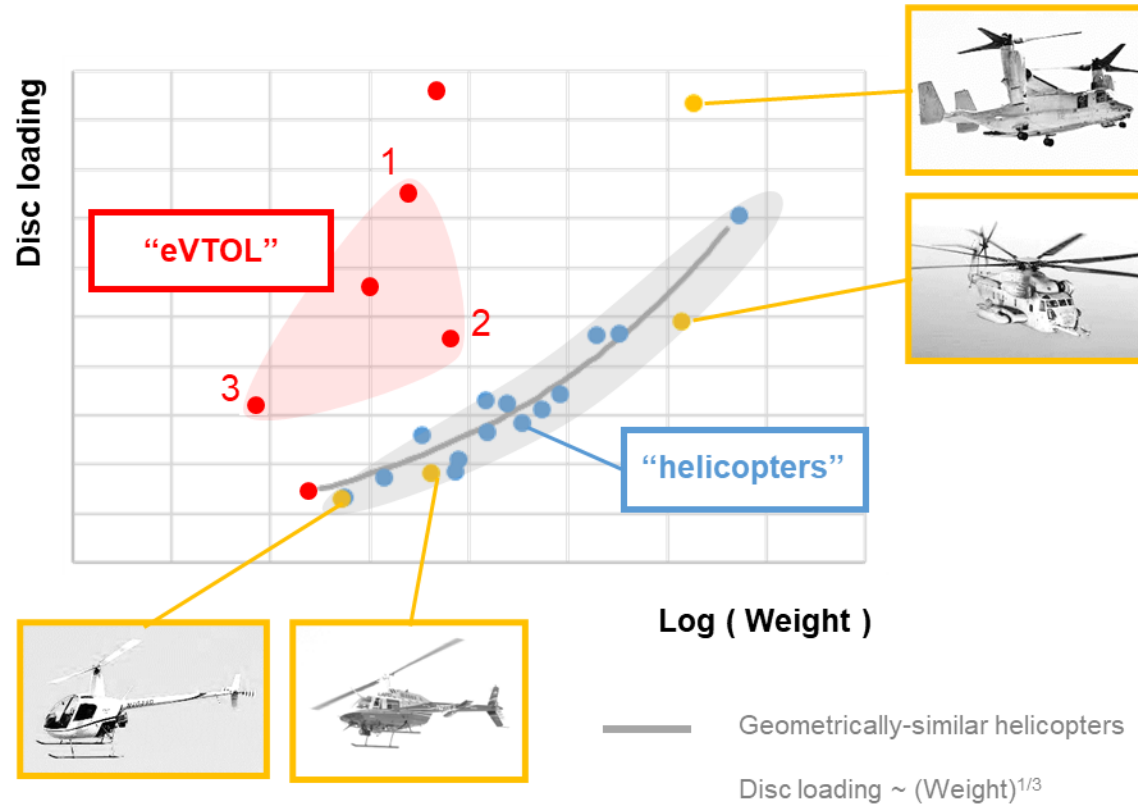 Disc loading
1
“eVTOL”
2
3
“helicopters”
Log ( Weight )
Geometrically-similar helicopters
Disc loading ~ (Weight)1/3